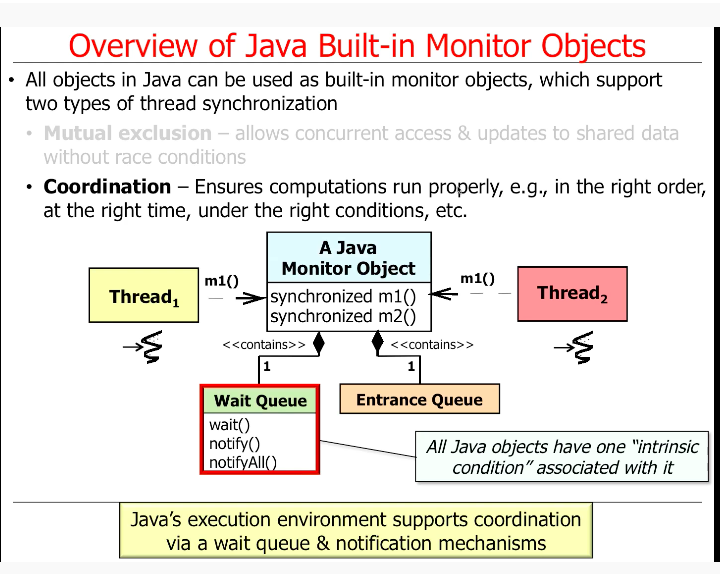 Overview of Java Built-in Monitor Objects
• All objects in Java can be used as built-in monitor objects, which support
two types of thread synchronization
• Mutual exclusion – allows concurrent access & updates to shared data
without race conditions
• Coordination – Ensures computations run properly, e.g., in the right order,
at the right time, under the right conditions, etc.
A Java
Monitor Object
synchronized m1()
synchronized m2()
Thread1
m1()
m1()
Thread2
<<contains>>
<<contains>>
1
1
Wait Queue
wait()
notify()
notifyAll()
Entrance Queue
All Java objects have one “intrinsic
condition” associated with it
Java’s execution environment supports coordination
via a wait queue & notification mechanisms